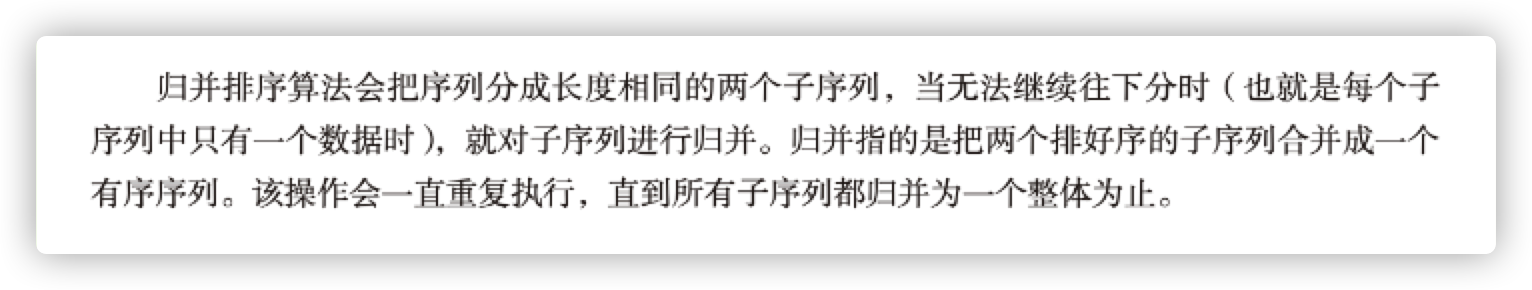 归并排序算法会把序列分成长度相同的两个子序列，当无法继续往下分时（也就是每个子
序列中只有一个数据时），就对子序列进行归并。归并指的是把两个排好序的子序列合并成一个
有序序列。该操作会一直重复执行，直到所有子序列都归并为一个整体为止。